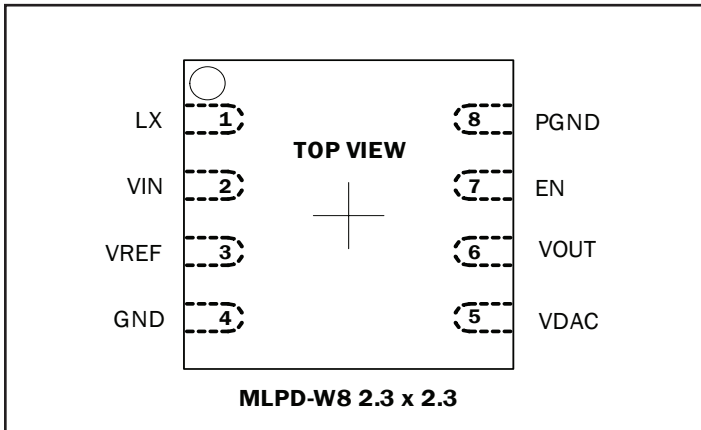 LX 1 8 PGND
TOP VIEW
VIN 2 7 EN
VREF 3 6 VOUT
GND 4 5 VDAC
MLPD-W8 2.3 x 2.3